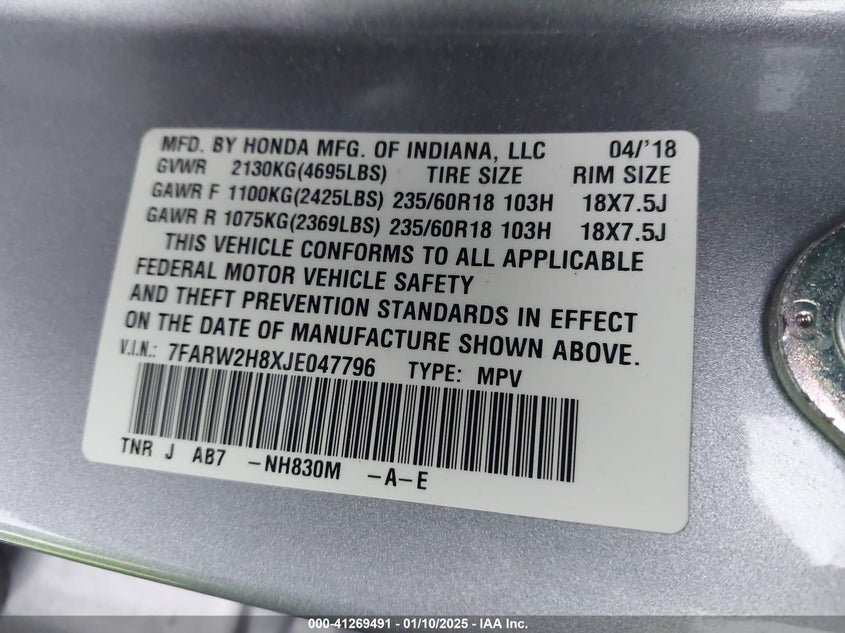 MFD. BY HONDA MFG. OF INDIANA, LLC 04/'18
GVWR 2130KG(4695LBS) TIRE SIZE RIM SIZE
GAWR F 1100KG(2425LBS) 235/60R18 103H 18X7.5J
GAWR R 1075KG(2369LBS) 235/60R18 103H 18X7.5J
THIS VEHICLE CONFORMS TO ALL APPLICABLE
FEDERAL MOTOR VEHICLE SAFETY
AND THEFT PREVENTION STANDARDS IN EFFECT
ON THE DATE OF MANUFACTURE SHOWN ABOVE.
V.I.N.: 7FARW2H8XJE047796 TYPE: MPV
TNR J AB7 -NH830M -A-E
000-41269491 - 01/10/2025 - IAA Inc.